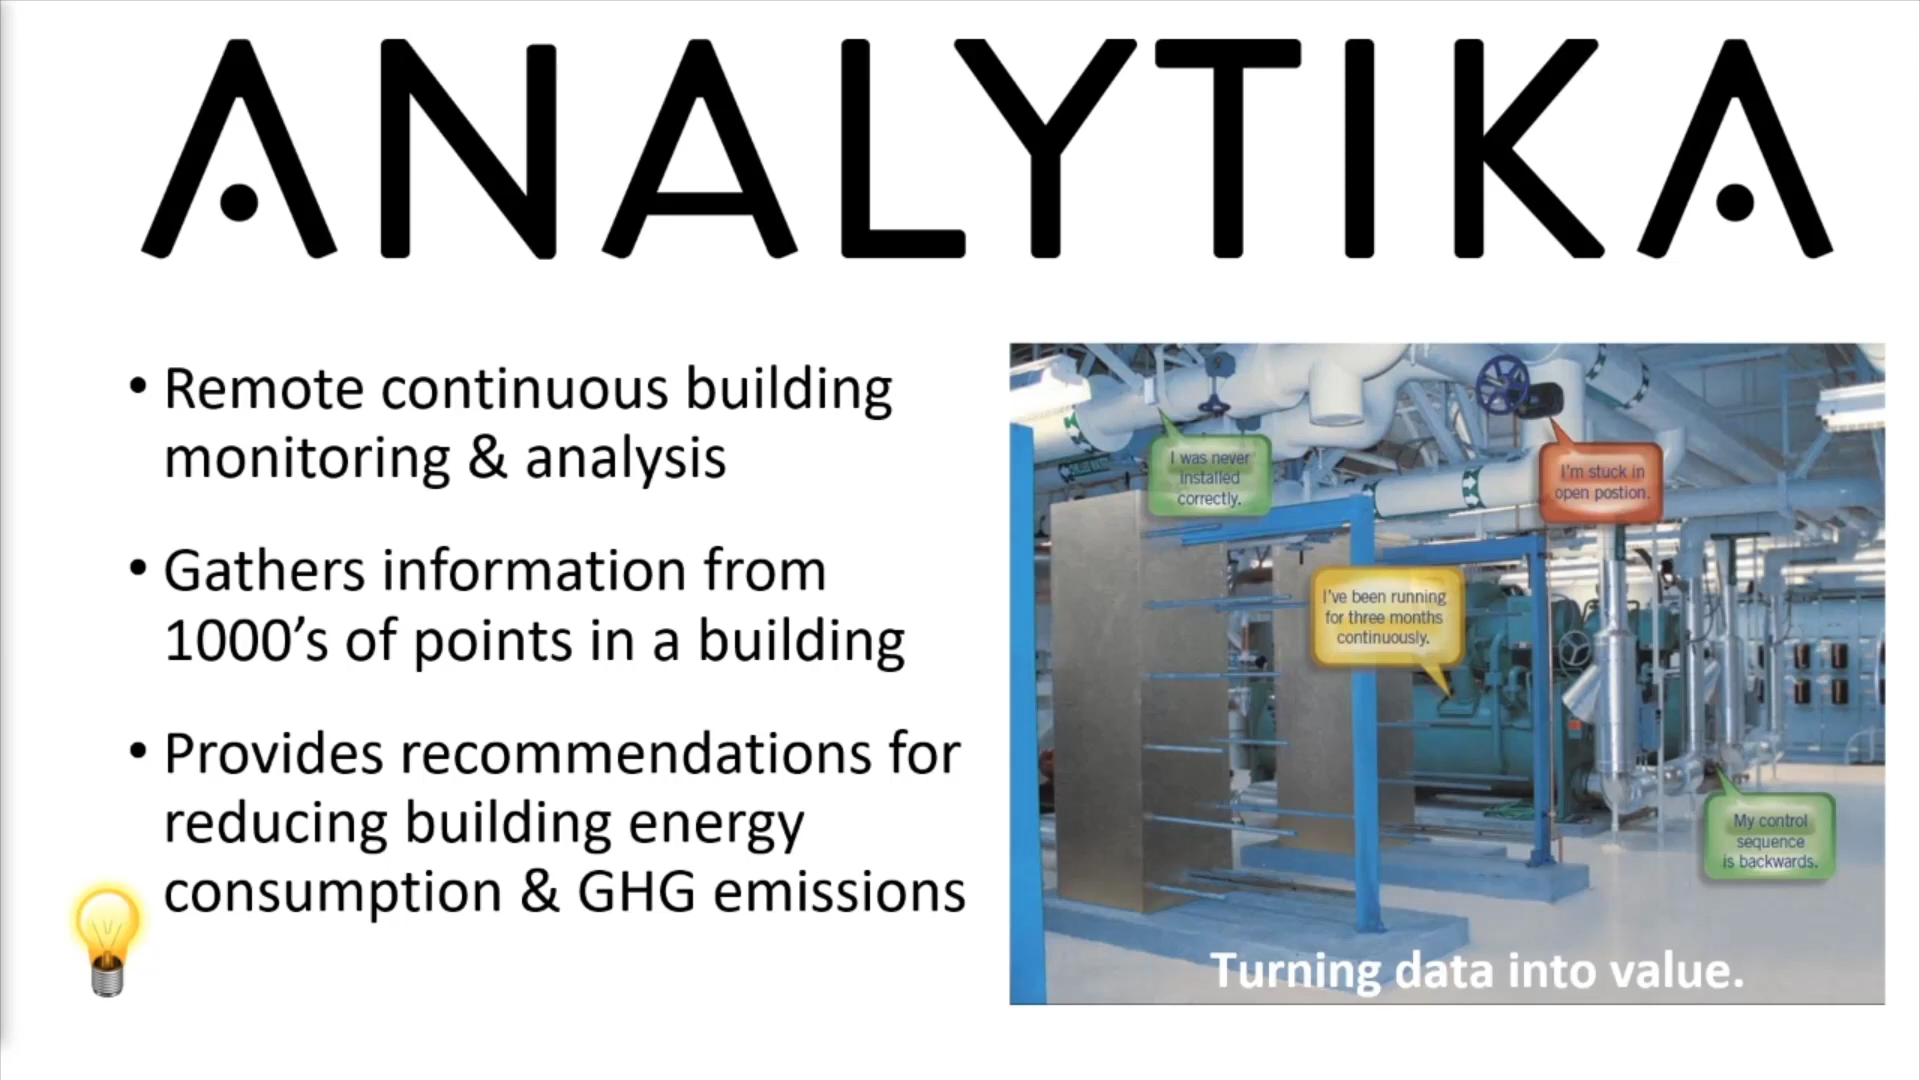 ANALYTIKA
• Remote continuous building
monitoring & analysis
• Gathers information from
1000’s of points in a building
• Provides recommendations for
reducing building energy
consumption & GHG emissions
I was never
installed
correctly.
I'm stuck in
open postion.
I've been running
for three months
continuously.
My control
sequence
is backwards.
Turning data into value.